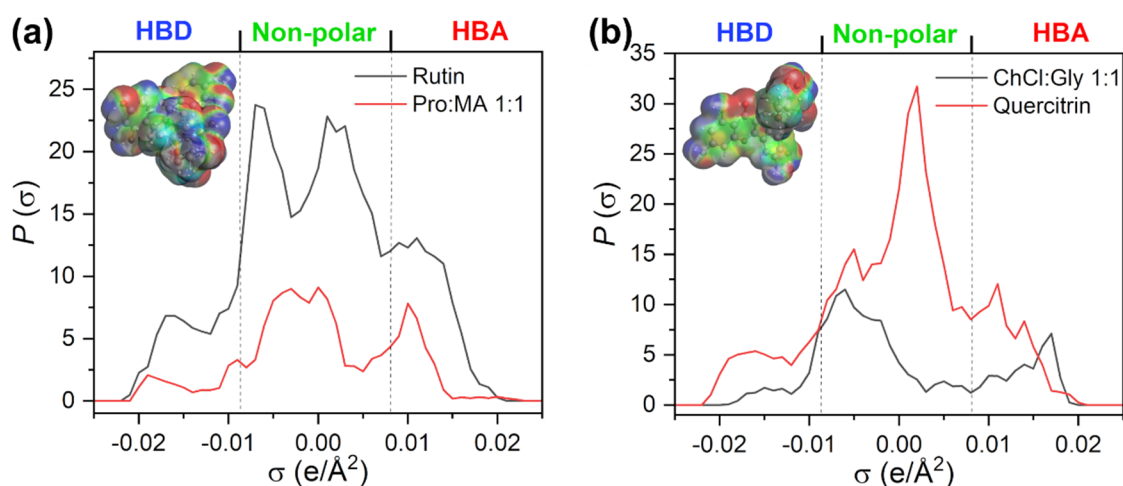 (a) HBD Non-polar HBA
Rutin
Pro:MA 1:1
P (σ)
25
20
15
10
5
0
-0.02 -0.01 0.00 0.01 0.02
σ (e/Å²)
(b) HBD Non-polar HBA
ChCl:Gly 1:1
Quercitrin
P (σ)
35
30
25
20
15
10
5
0
-0.02 -0.01 0.00 0.01 0.02
σ (e/Å²)